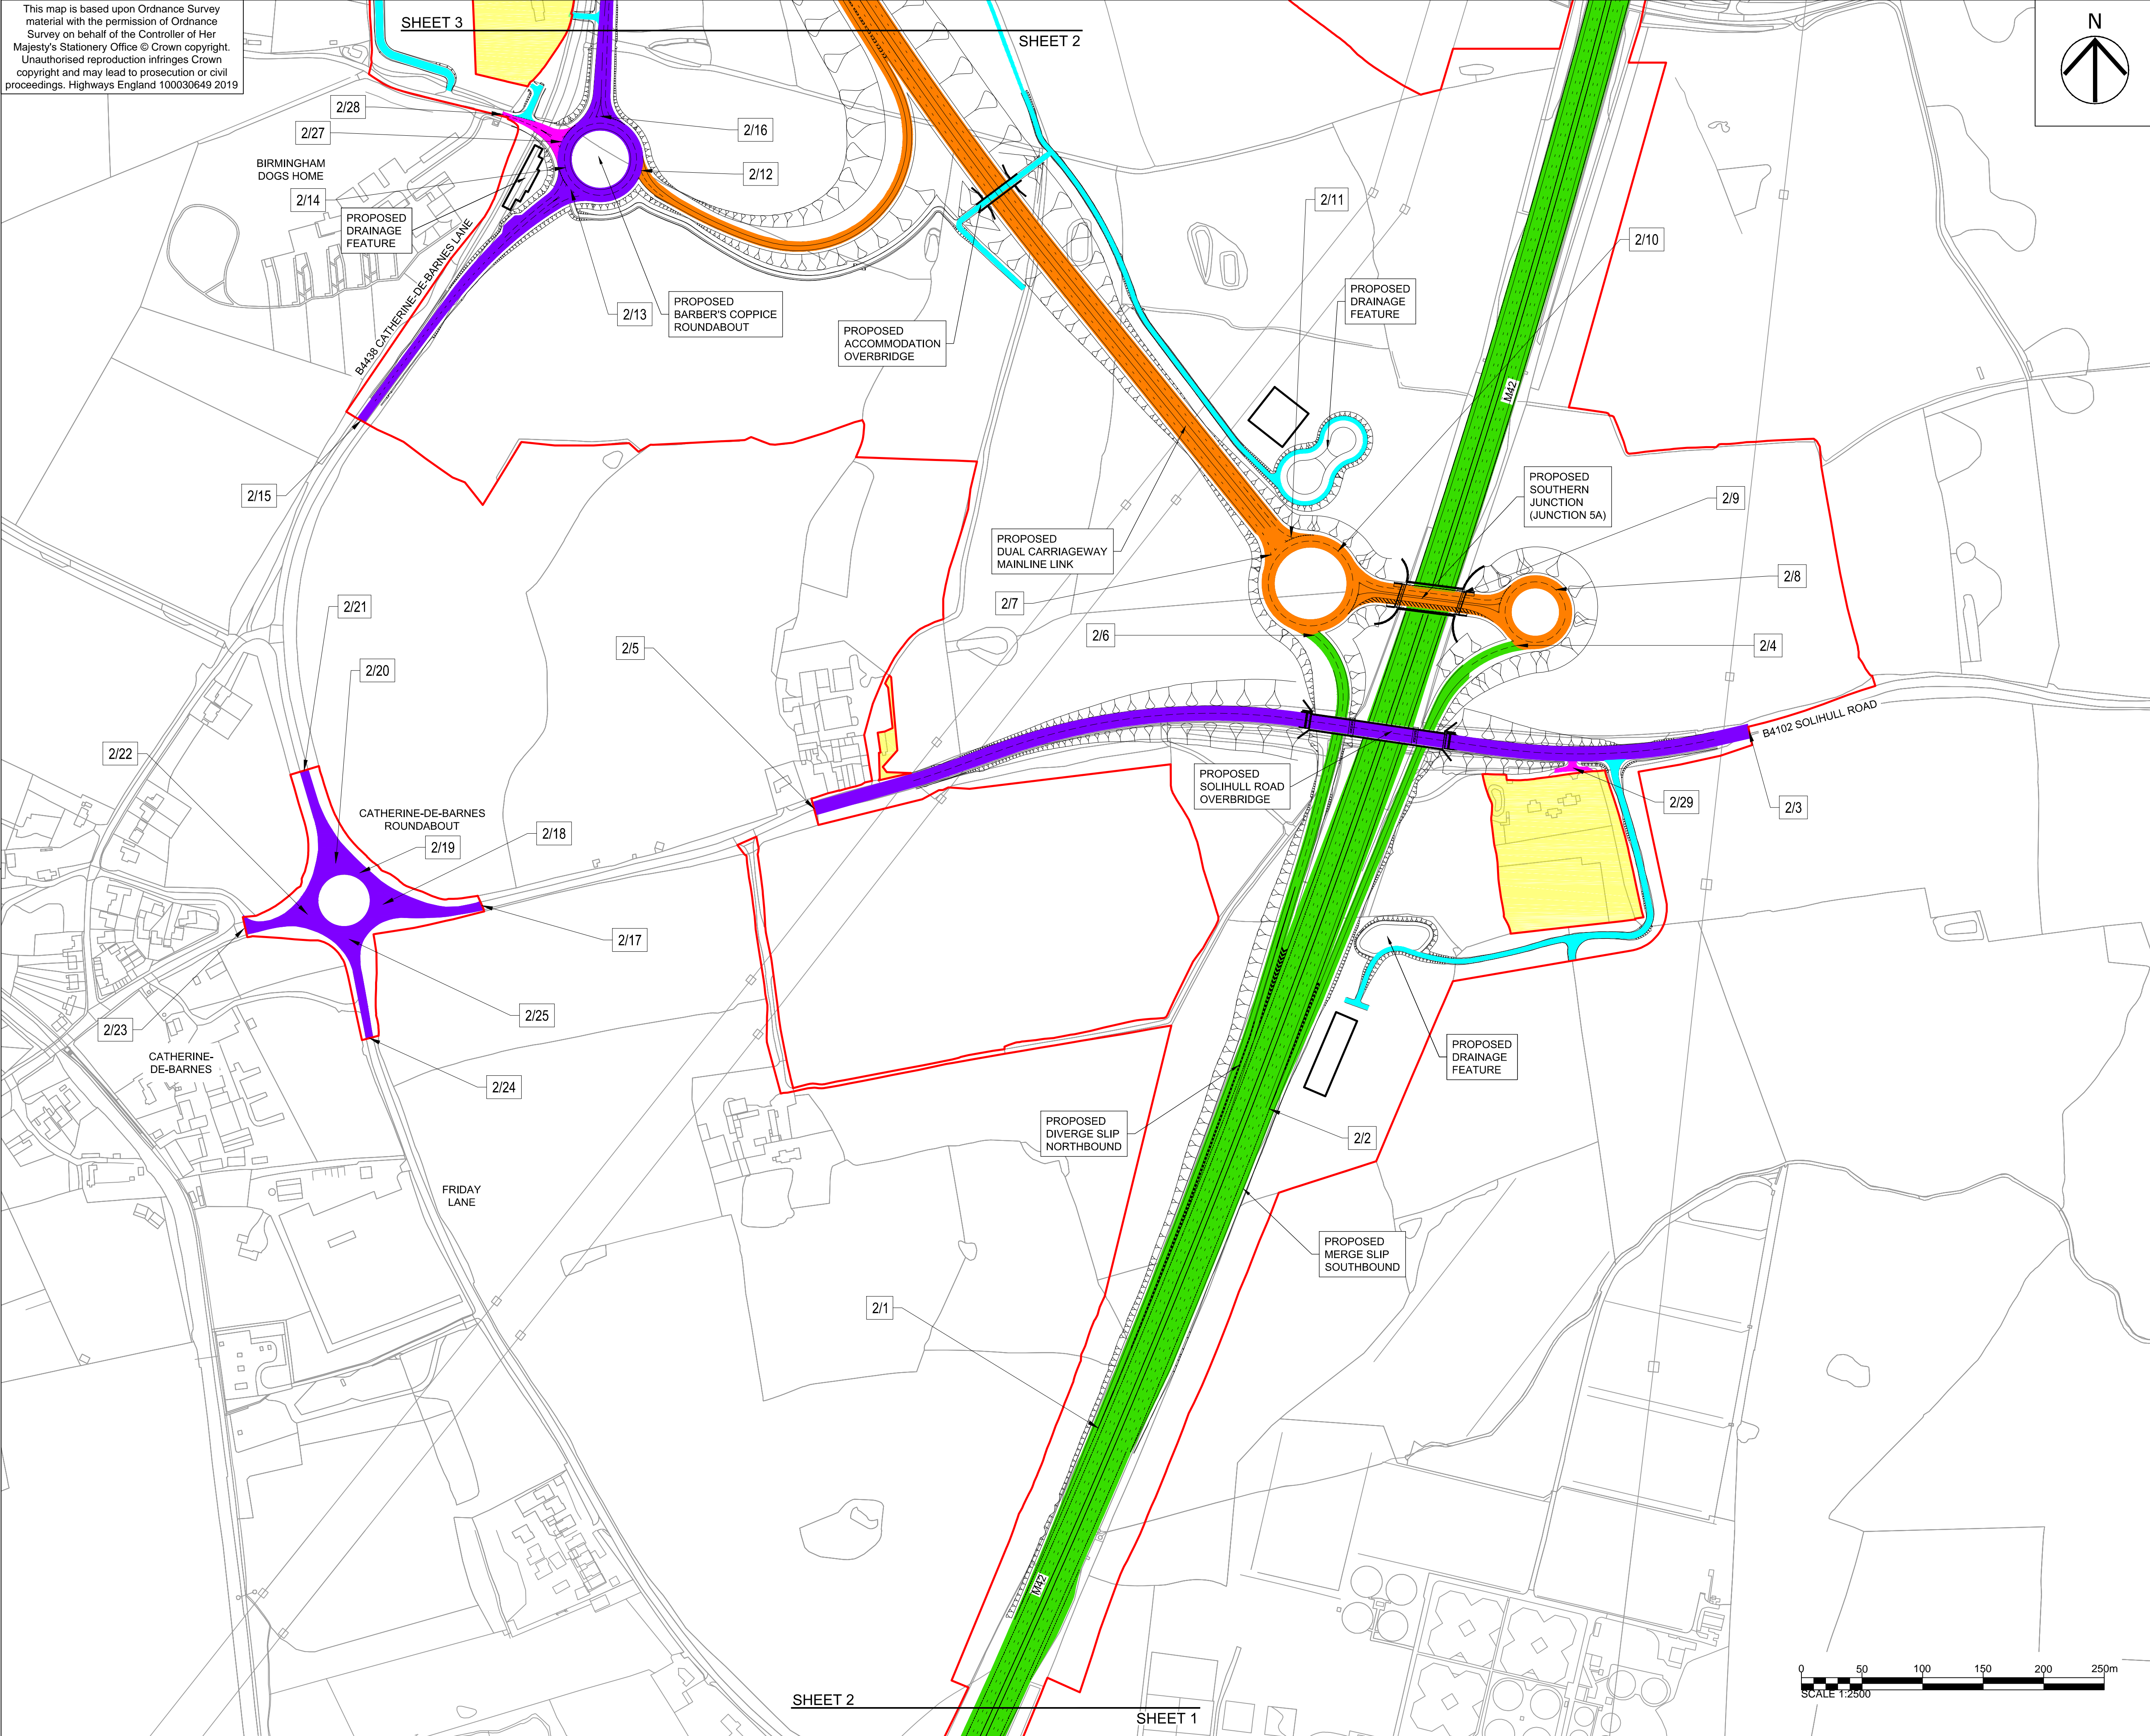 This map is based upon Ordnance Survey
material with the permission of Ordnance
Survey on behalf of the Controller of Her
Majesty's Stationery Office © Crown copyright.
Unauthorised reproduction infringes Crown
copyright and may lead to prosecution or civil
proceedings. Highways England 100030649 2019
SHEET 3
SHEET 2
N
2/28
2/27
2/16
BIRMINGHAM
DOGS HOME
2/12
2/14
PROPOSED
DRAINAGE
FEATURE
B4438 CATHERINE-DE-BARNES LANE
2/13
PROPOSED
BARBER'S COPPICE
ROUNDABOUT
PROPOSED
ACCOMMODATION
OVERBRIDGE
2/11
2/10
PROPOSED
DRAINAGE
FEATURE
M42
2/15
PROPOSED
SOUTHERN
JUNCTION
(JUNCTION 5A)
2/9
PROPOSED
DUAL CARRIAGEWAY
MAINLINE LINK
2/8
2/7
2/21
2/6
2/5
2/4
2/20
B4102 SOLIHULL ROAD
2/22
PROPOSED
SOLIHULL ROAD
OVERBRIDGE
2/29
2/3
CATHERINE-DE-BARNES
ROUNDABOUT
2/19
2/18
2/17
2/25
2/23
CATHERINE-
DE-BARNES
2/24
PROPOSED
DRAINAGE
FEATURE
PROPOSED
DIVERGE SLIP
NORTHBOUND
2/2
FRIDAY
LANE
PROPOSED
MERGE SLIP
SOUTHBOUND
2/1
M42
SHEET 2
SHEET 1
0 50 100 150 200 250m
SCALE 1:2500